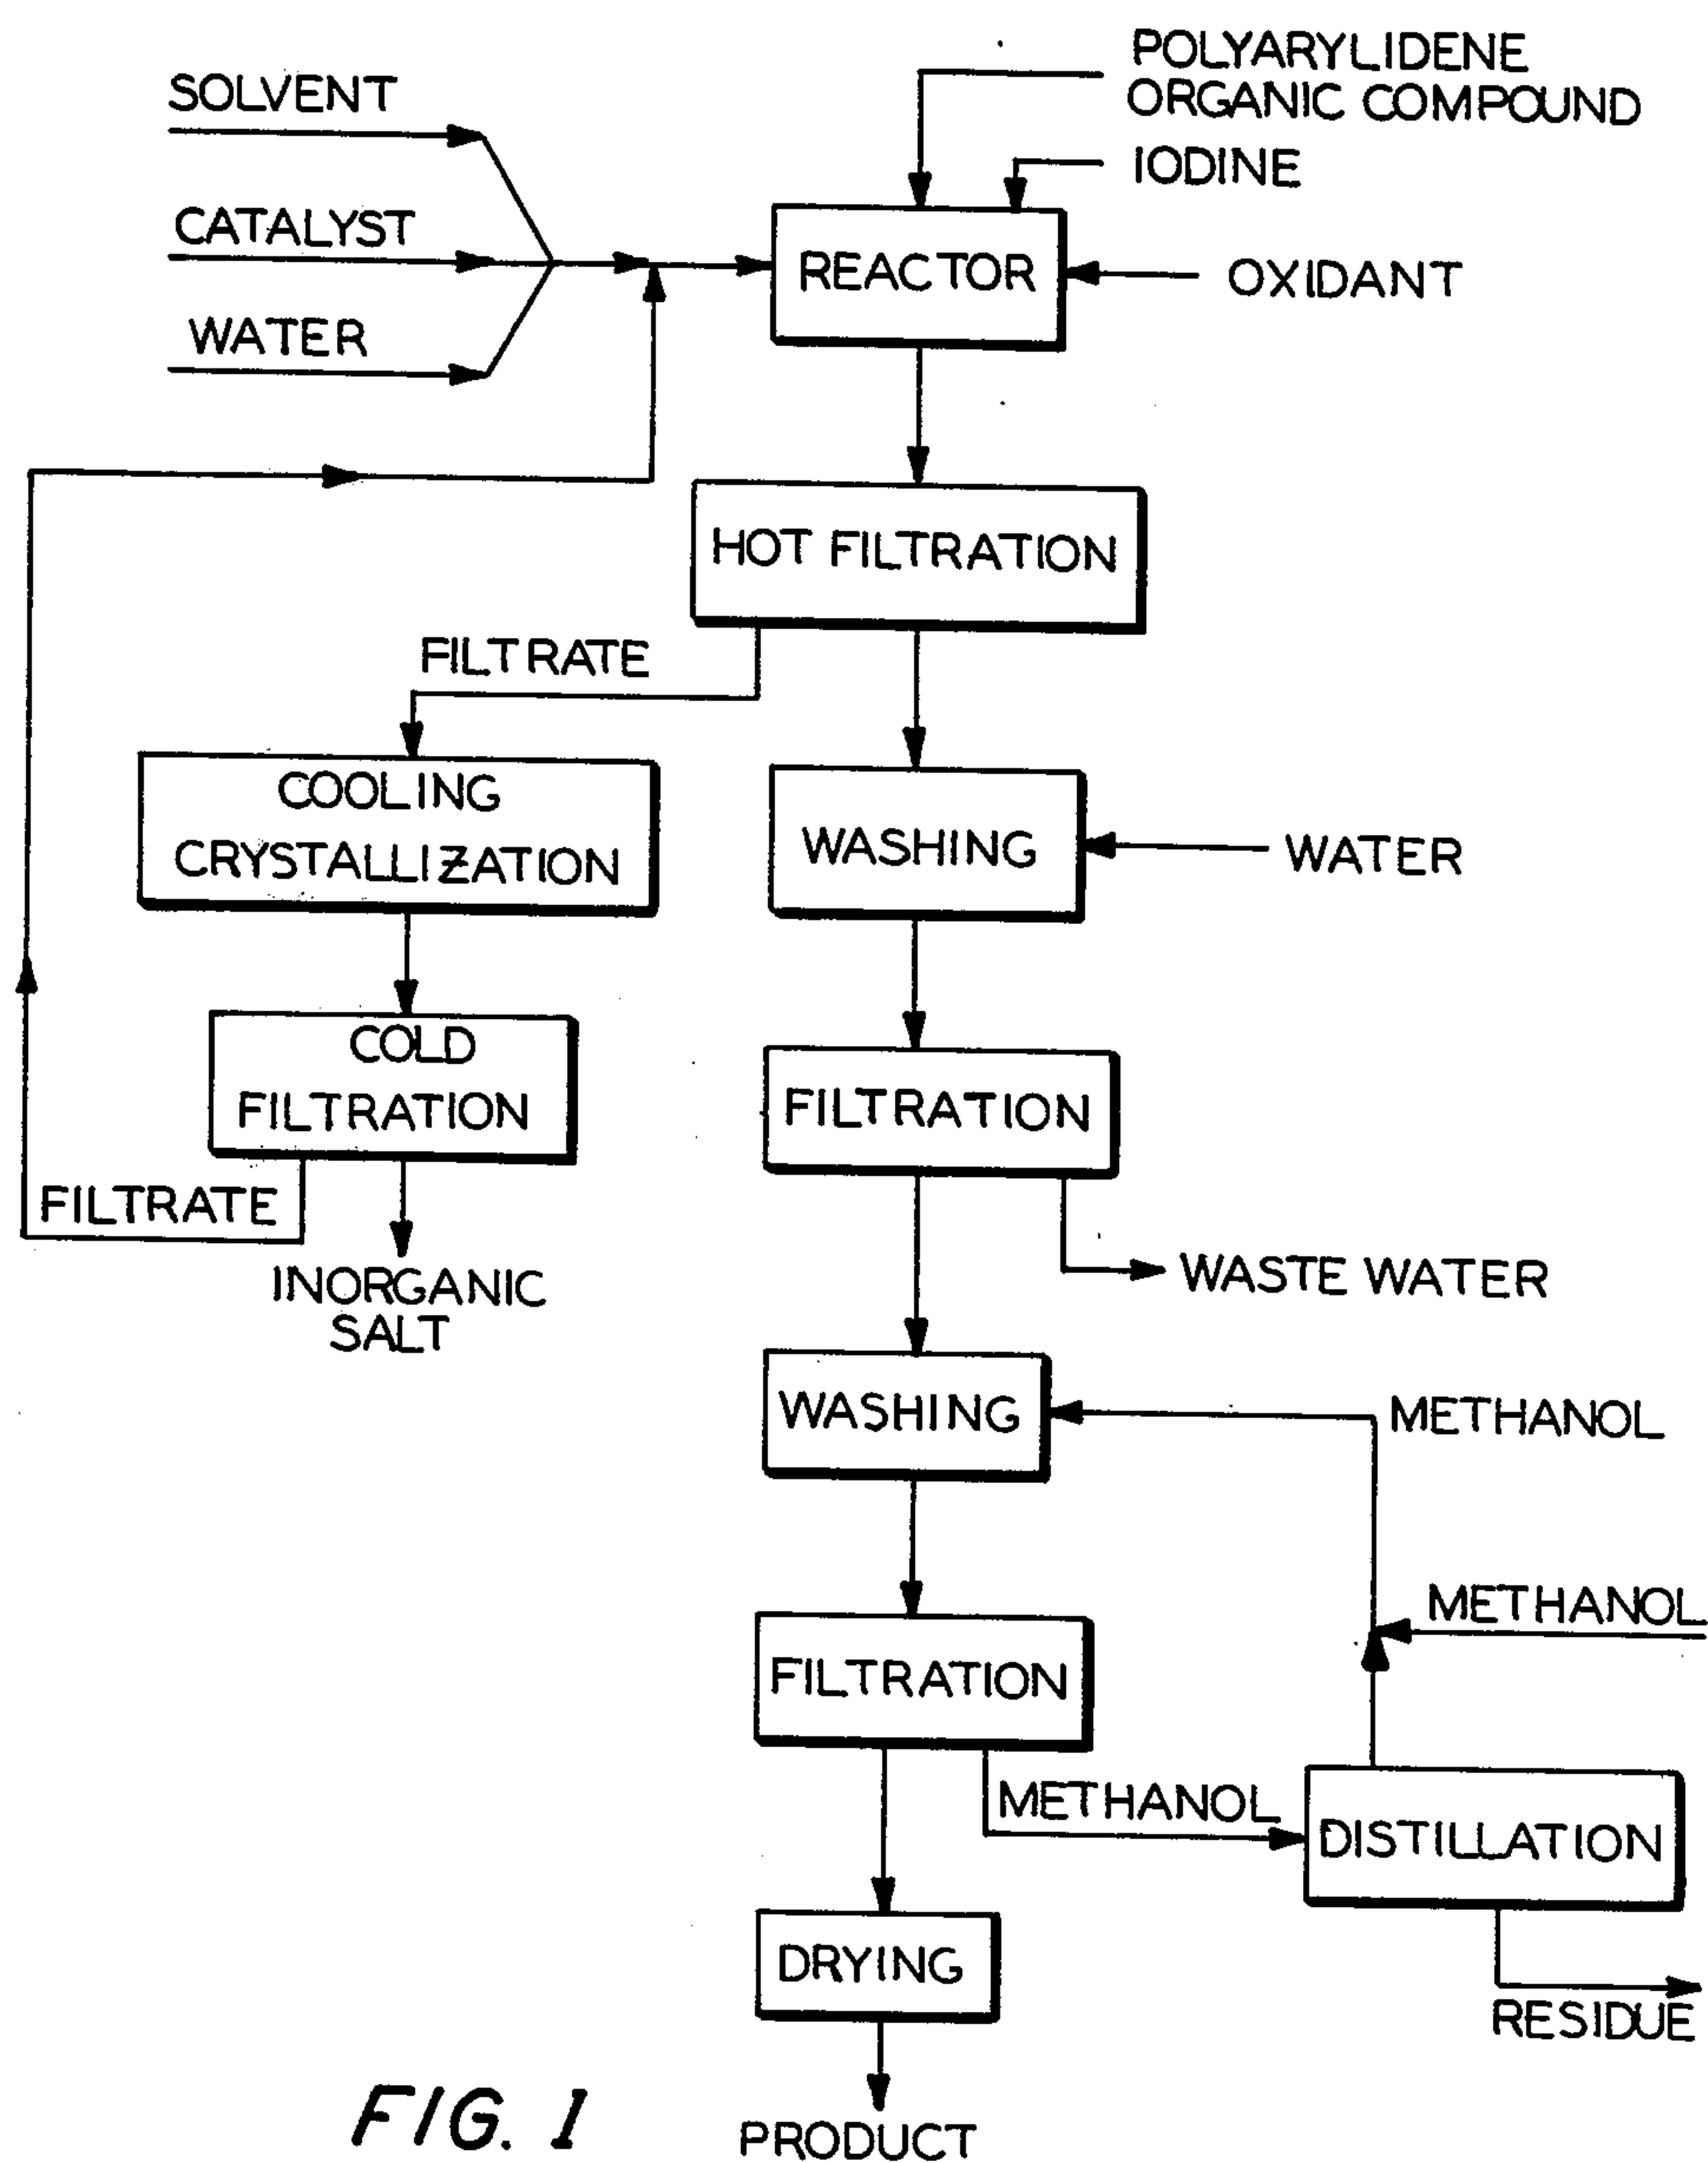 SOLVENT
POLYARYLIDENE
ORGANIC COMPOUND
IODINE
CATALYST
REACTOR
OXIDANT
WATER
HOT FILTRATION
FILTRATE
COOLING
CRYSTALLIZATION
WASHING
WATER
COLD
FILTRATION
FILTRATION
FILTRATE
WASTE WATER
INORGANIC
SALT
WASHING
METHANOL
METHANOL
FILTRATION
METHANOL
DISTILLATION
DRYING
RESIDUE
FIG. 1
PRODUCT